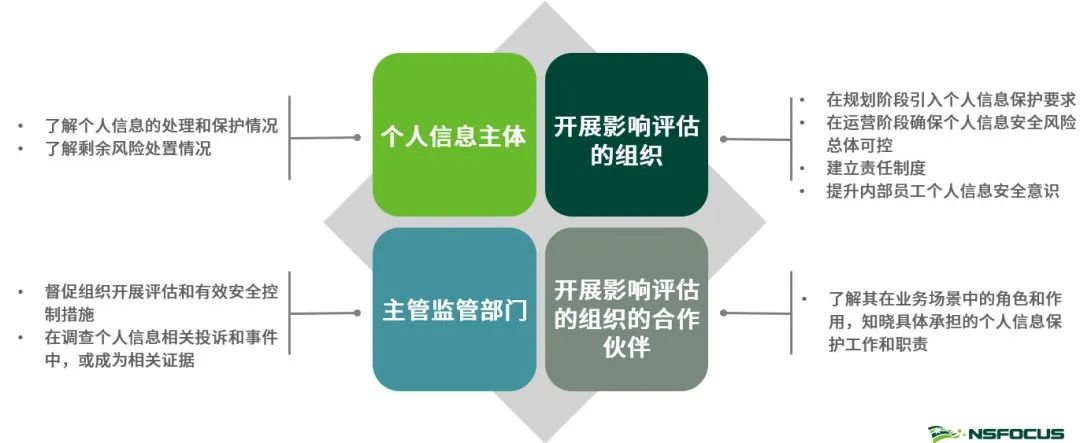 • 了解个人信息的处理和保护情况
• 了解剩余风险处置情况
个人信息主体
开展影响评估
的组织
• 在规划阶段引入个人信息保护要求
• 在运营阶段确保个人信息安全风险
总体可控
• 建立责任制度
• 提升内部员工个人信息安全意识
• 督促组织开展评估和有效安全控
制措施
• 在调查个人信息相关投诉和事件
中，或成为相关证据
主管监管部门
开展影响评估
的组织的合作
伙伴
• 了解其在业务场景中的角色和作
用，知晓具体承担的个人信息保
护工作和职责
NSFOCUS